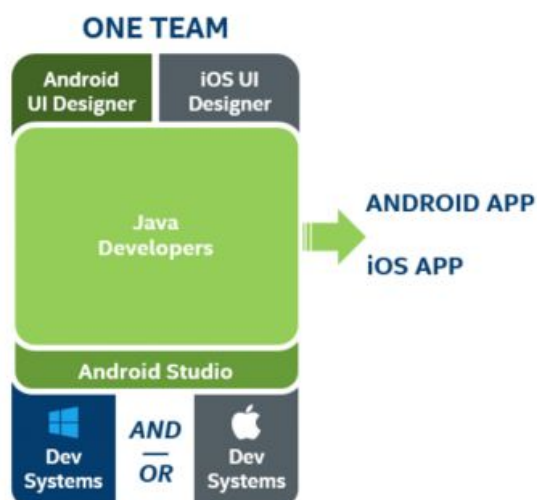 ONE TEAM
Android
UI Designer
iOS UI
Designer
Java
Developers
ANDROID APP
iOS APP
Android Studio
Dev
Systems
AND
OR
Dev
Systems